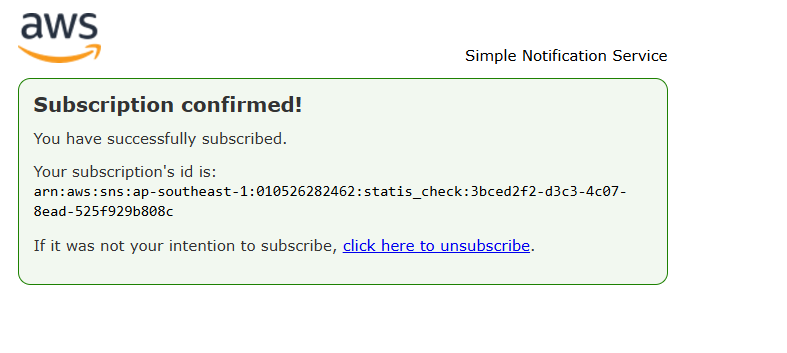 aws
Simple Notification Service
Subscription confirmed!
You have successfully subscribed.
Your subscription's id is:
arn:aws:sns:ap-southeast-1:010526282462:statis_check:3bced2f2-d3c3-4c07-
8ead-525f929b808c
If it was not your intention to subscribe, click here to unsubscribe.